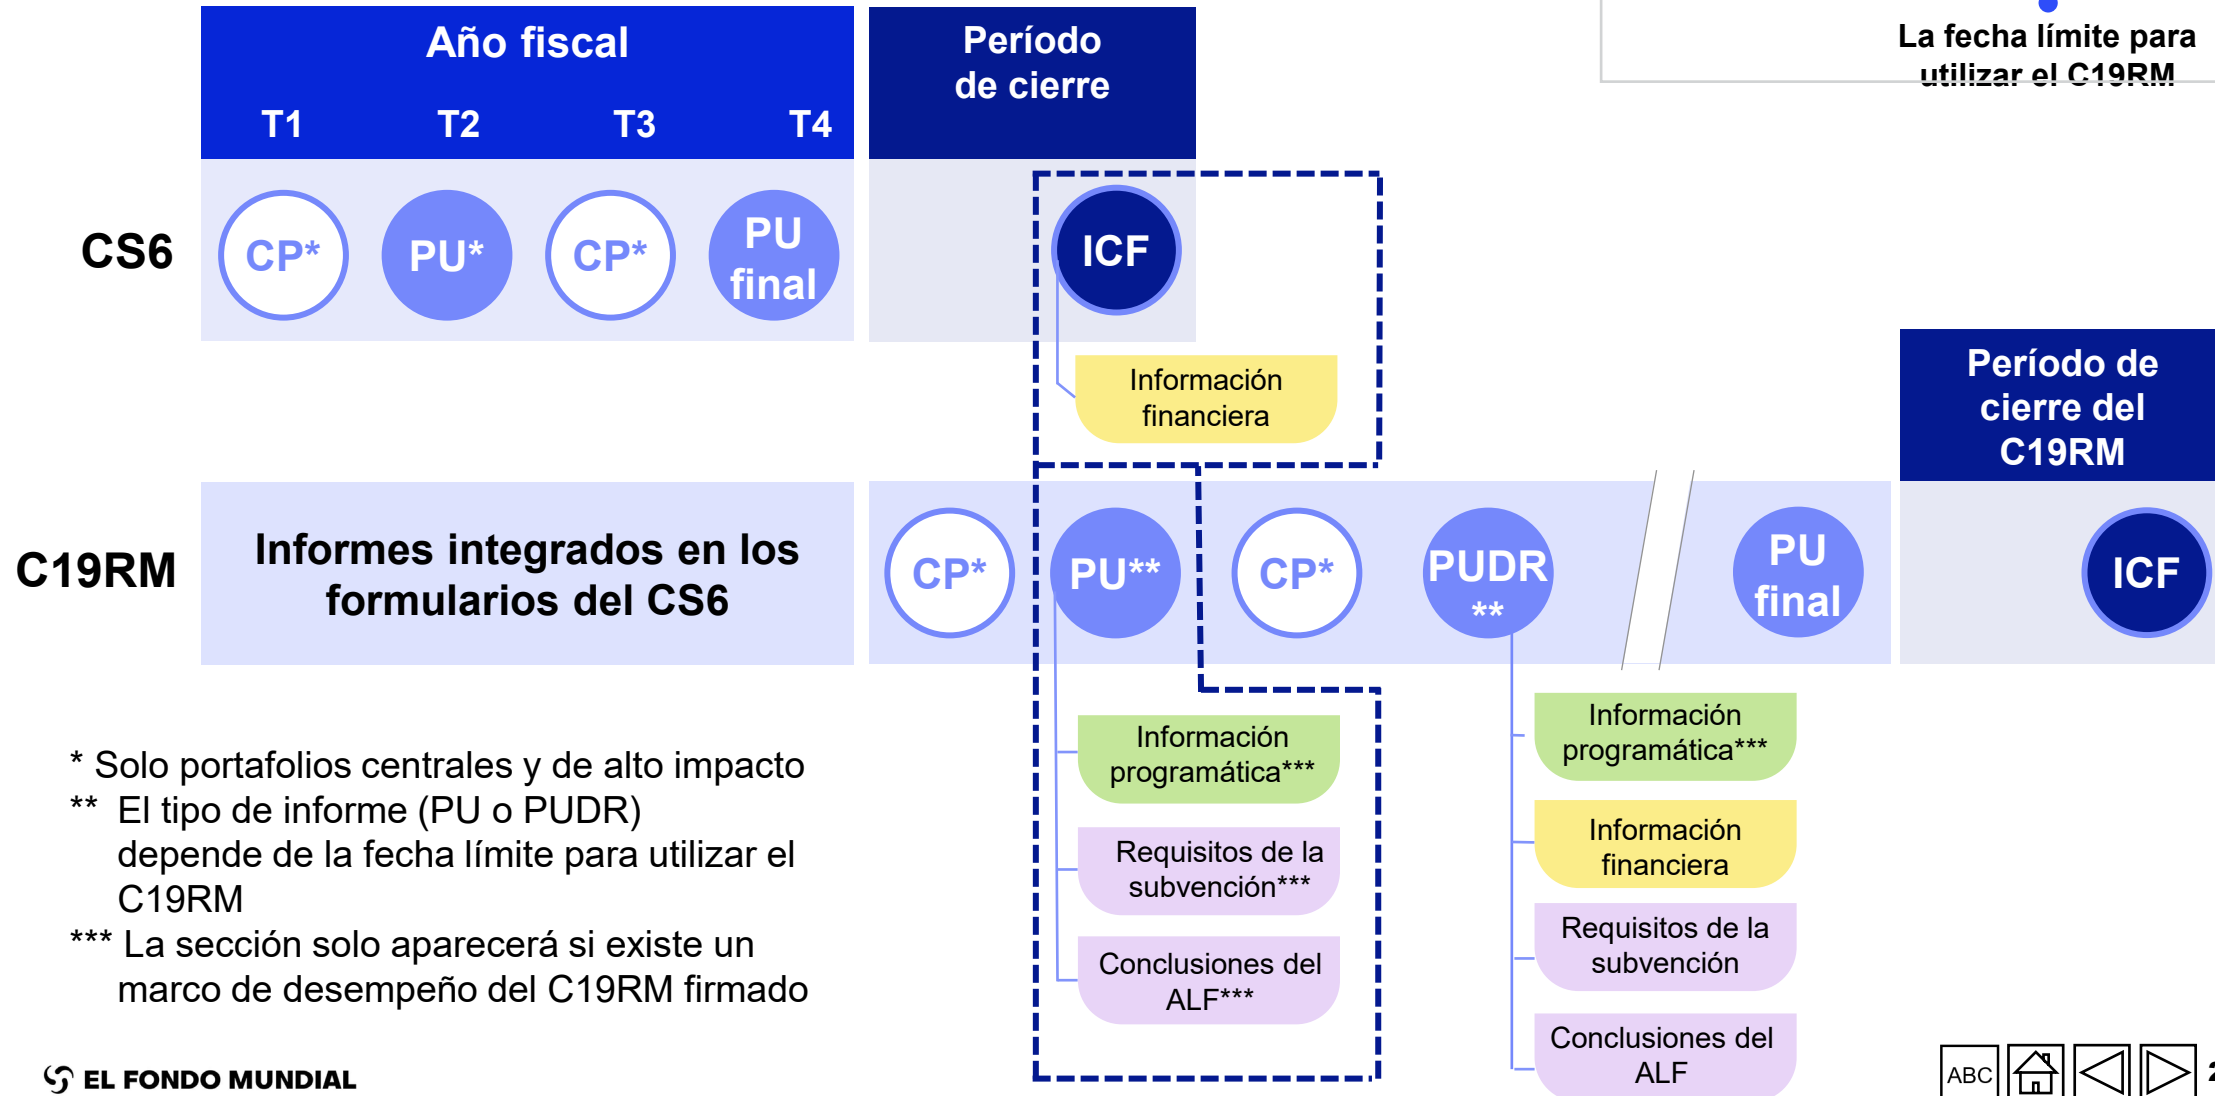 La fecha límite para
utilizar el C19RM
Año fiscal
T1 T2 T3 T4
Período
de cierre
CS6
CP*
PU*
CP*
PU
final
ICF
Información
financiera
Período de
cierre del
C19RM
C19RM
Informes integrados en los
formularios del CS6
CP*
PU**
CP*
PUDR
**
PU
final
ICF
Información
programática***
Requisitos de la
subvención***
Conclusiones del
ALF***
Información
programática***
Información
financiera
Requisitos de la
subvención
Conclusiones del
ALF
* Solo portafolios centrales y de alto impacto
** El tipo de informe (PU o PUDR)
depende de la fecha límite para utilizar el
C19RM
*** La sección solo aparecerá si existe un
marco de desempeño del C19RM firmado
EL FONDO MUNDIAL
ABC